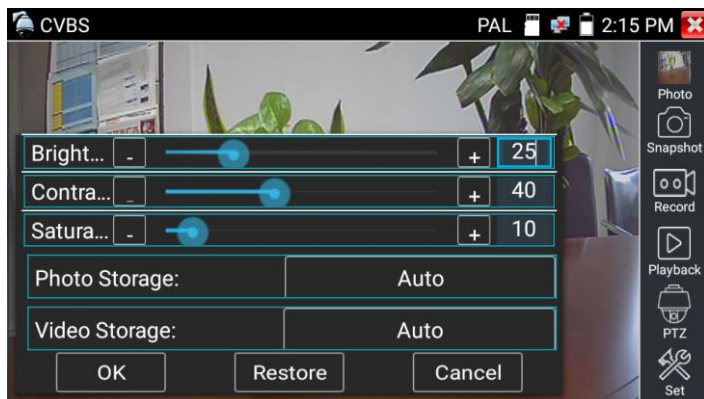 CVBS PAL 2:15 PM
Photo
Snapshot
Record
Playback
PTZ
Set
Bright... - + 25
Contra... - + 40
Satura... - + 10
Photo Storage: Auto
Video Storage: Auto
OK Restore Cancel